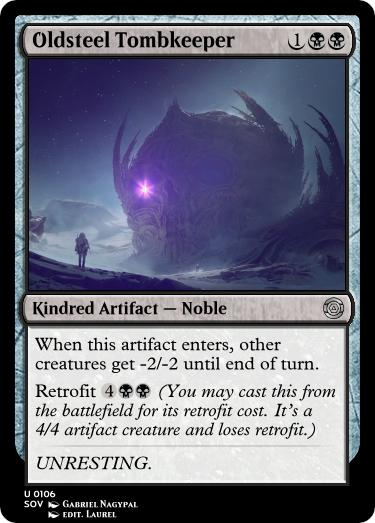 Oldsteel Tombkeeper 1
Kindred Artifact — Noble
When this artifact enters, other
creatures get -2/-2 until end of turn.
Retrofit 4 (You may cast this from
the battlefield for its retrofit cost. It's a
4/4 artifact creature and loses retrofit.)
UNRESTING.
U 0106
SOV GABRIEL NAGYPAL
EDIT. LAUREL